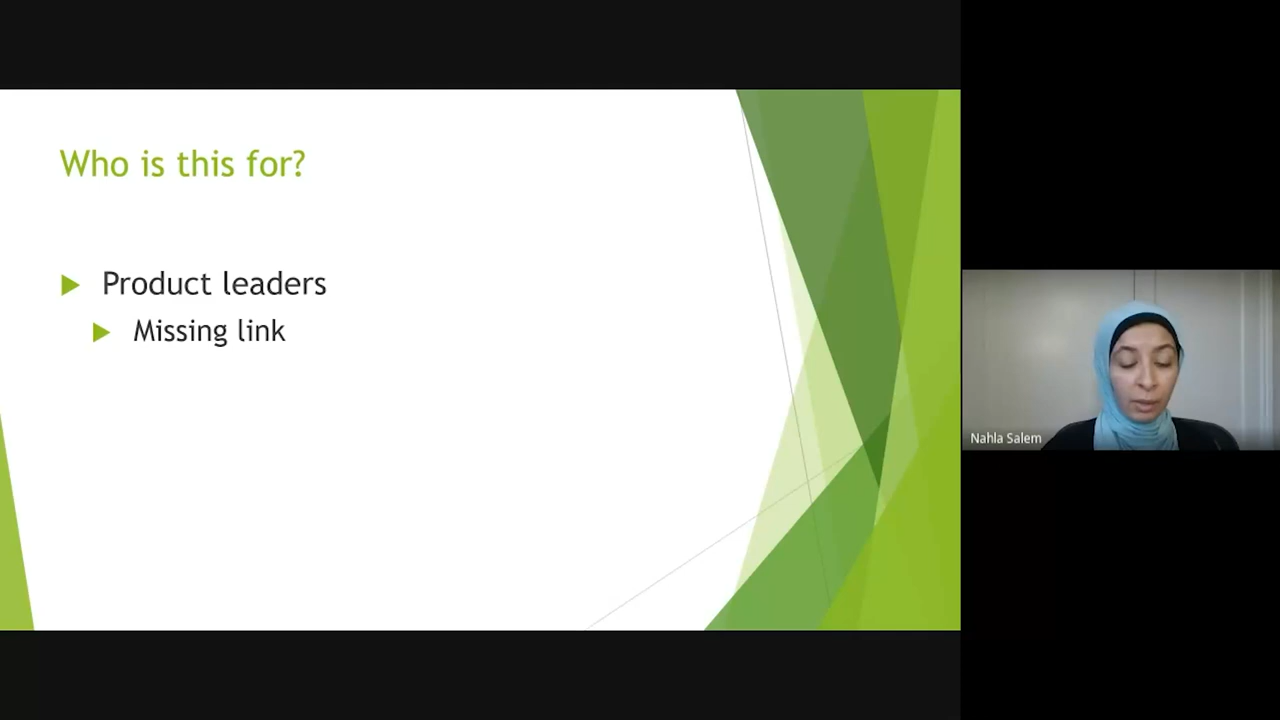 Who is this for?
Product leaders
Missing link
Nahla Salem